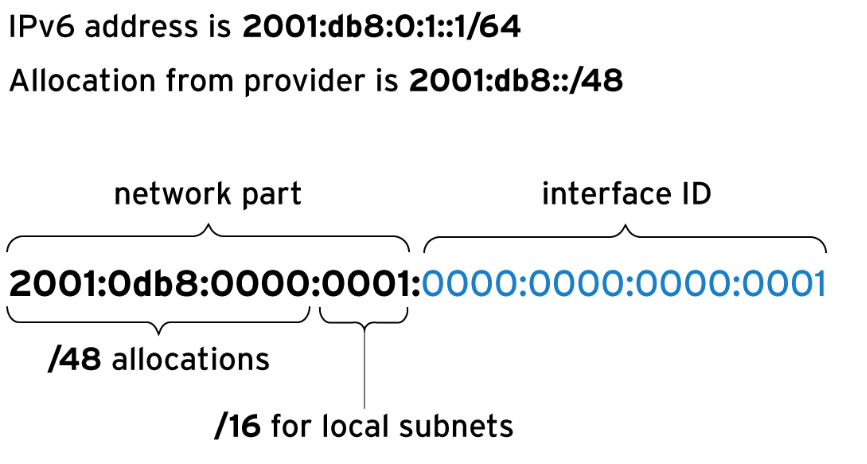 IPv6 address is 2001:db8:0:1::1/64
Allocation from provider is 2001:db8::/48
network part interface ID
2001:0db8:0000:0001:0000:0000:0000:0001
/48 allocations
/16 for local subnets